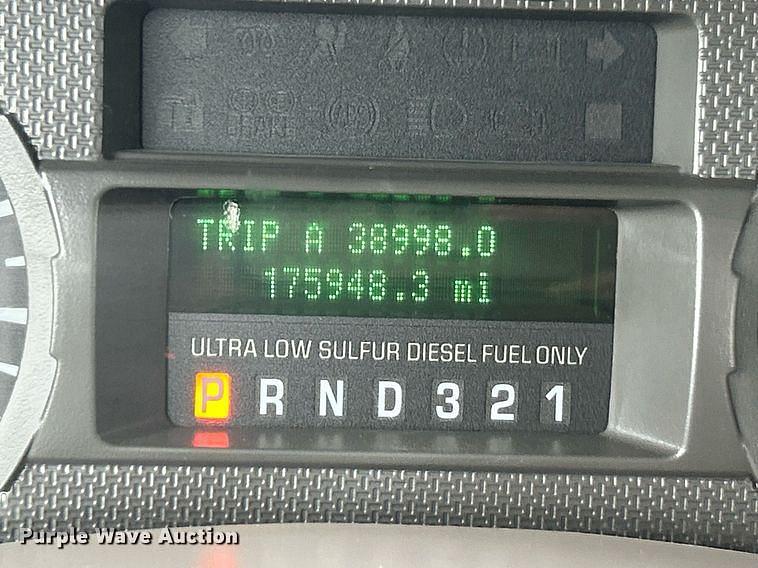 TRIP A 38998.0
175948.3 mi
ULTRA LOW SULFUR DIESEL FUEL ONLY
P R N D 3 2 1
Purple Wave Auction